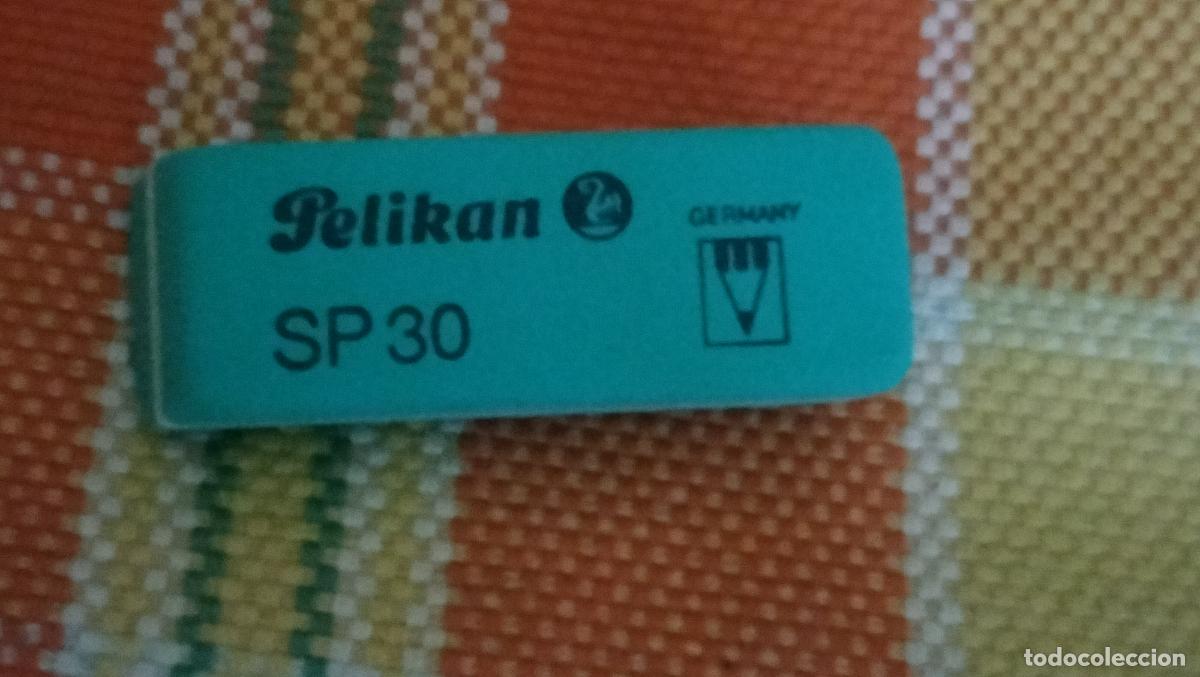 Pelikan
GERMANY
SP 30
todocoleccion